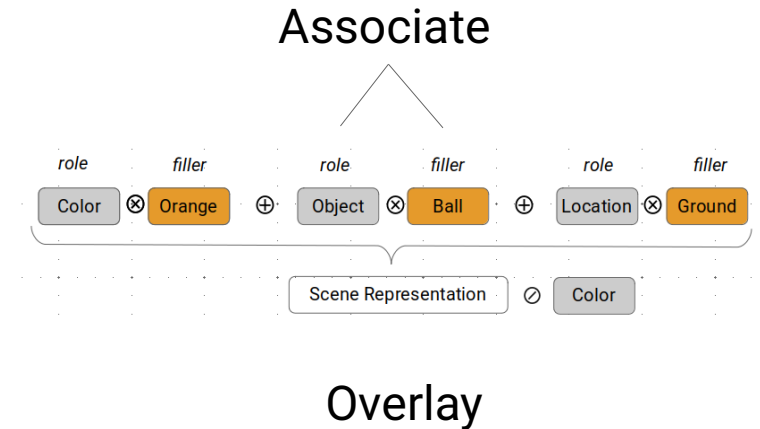 Associate
role filler role filler role filler
Color ⊗ Orange ⊕ Object ⊗ Ball ⊕ Location ⊗ Ground
Scene Representation ⊘ Color
Overlay